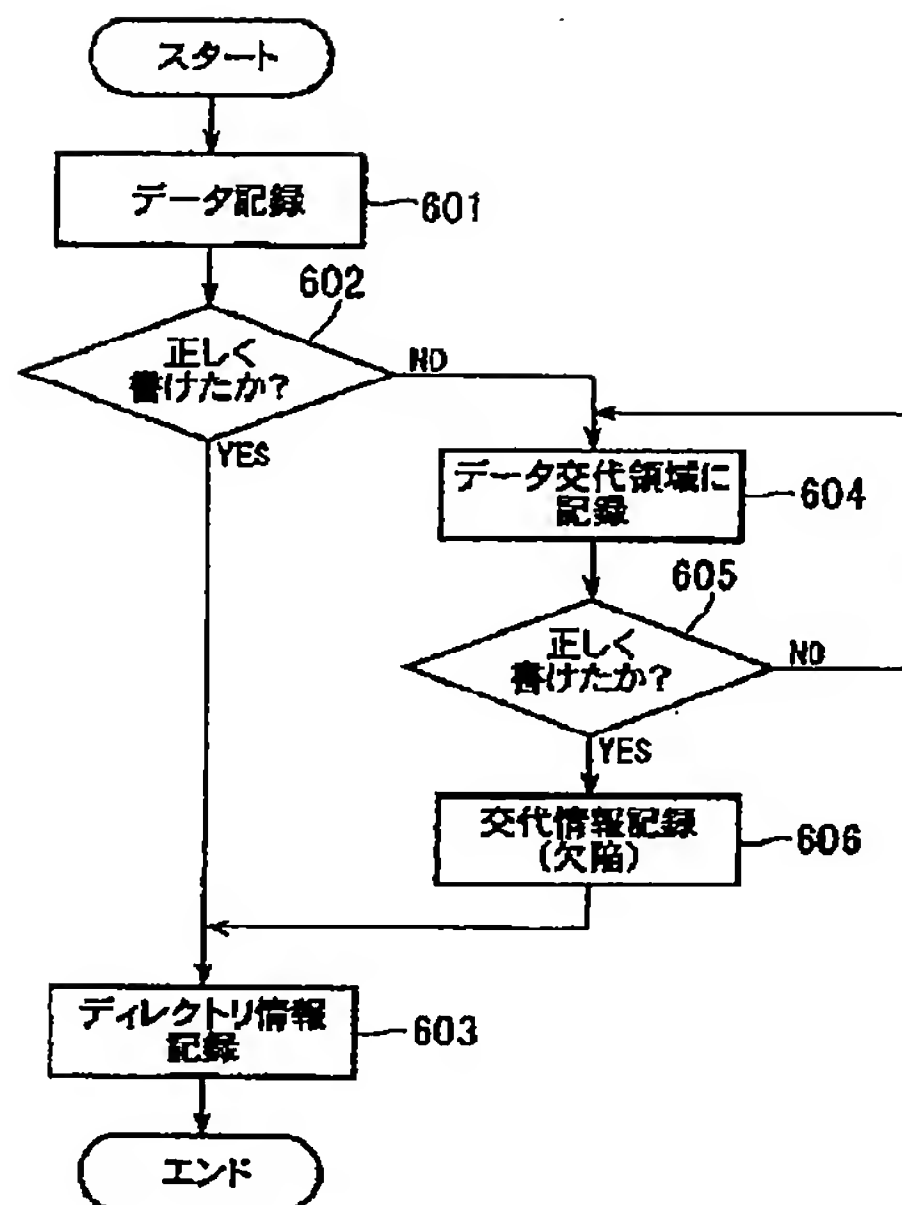 スタート
データ記録
601
602
正しく
書けたか?
NO
YES
データ交代領域に
記録
604
605
正しく
書けたか?
NO
YES
交代情報記録
(欠陥)
606
ディレクトリ情報
記録
603
エンド